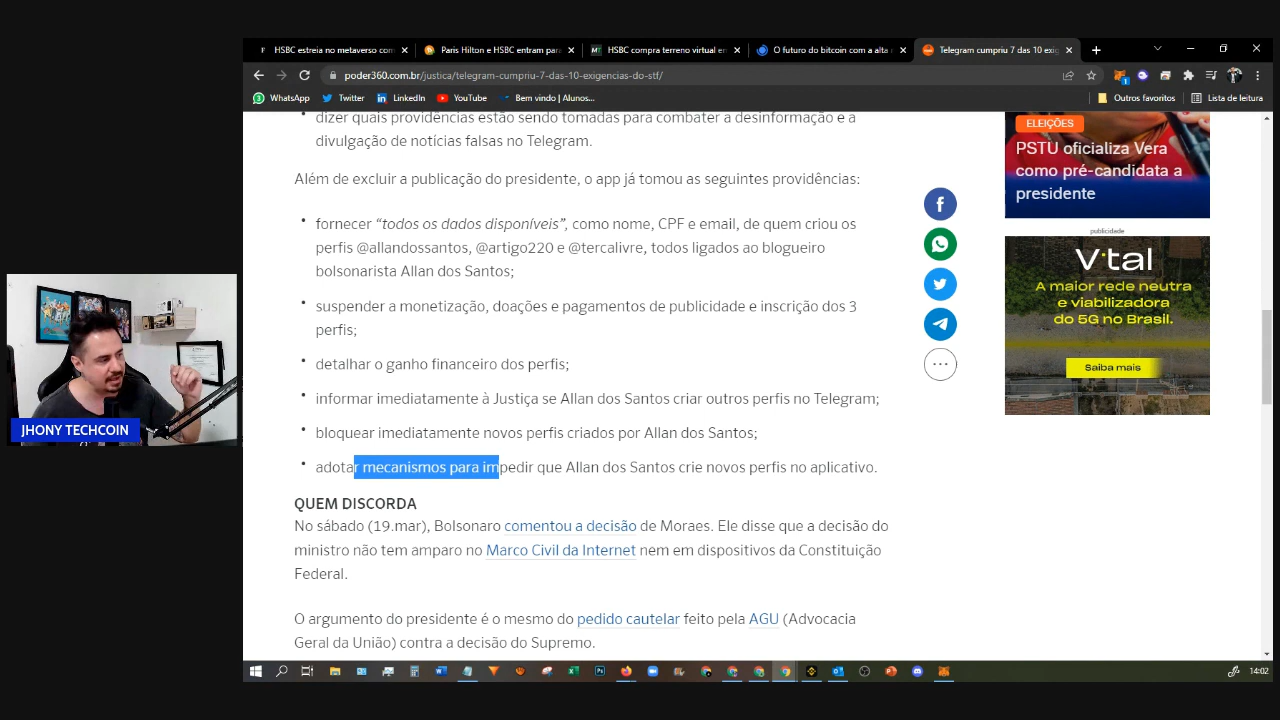 HSBC estreia no metaverso com
Paris Hilton e HSBC entram para
HSBC compra terreno virtual em
O futuro do bitcoin com a alta r
Telegram cumpriu 7 das 10 exig
poder360.com.br/justica/telegram-cumpriu-7-das-10-exigencias-do-stf/
WhatsApp
Twitter
LinkedIn
YouTube
Bem vindo | Alunos...
Outros favoritos
Lista de leitura
dizer quais providências estão sendo tomadas para combater a desinformação e a
divulgação de notícias falsas no Telegram.
Além de excluir a publicação do presidente, o app já tomou as seguintes providências:
• fornecer “todos os dados disponíveis”, como nome, CPF e email, de quem criou os
perfis @allandossantos, @artigo220 e @tercalivre, todos ligados ao blogueiro
bolsonarista Allan dos Santos;
• suspender a monetização, doações e pagamentos de publicidade e inscrição dos 3
perfis;
• detalhar o ganho financeiro dos perfis;
• informar imediatamente à Justiça se Allan dos Santos criar outros perfis no Telegram;
• bloquear imediatamente novos perfis criados por Allan dos Santos;
• adotar mecanismos para impedir que Allan dos Santos crie novos perfis no aplicativo.
QUEM DISCORDA
No sábado (19.mar), Bolsonaro comentou a decisão de Moraes. Ele disse que a decisão do
ministro não tem amparo no Marco Civil da Internet nem em dispositivos da Constituição
Federal.
O argumento do presidente é o mesmo do pedido cautelar feito pela AGU (Advocacia
Geral da União) contra a decisão do Supremo.
ELEIÇÕES
PSTU oficializa Vera
como pré-candidata a
presidente
publicidade
V·tal
A maior rede neutra
e viabilizadora
do 5G no Brasil.
Saiba mais
JHONY TECHCOIN
14:02